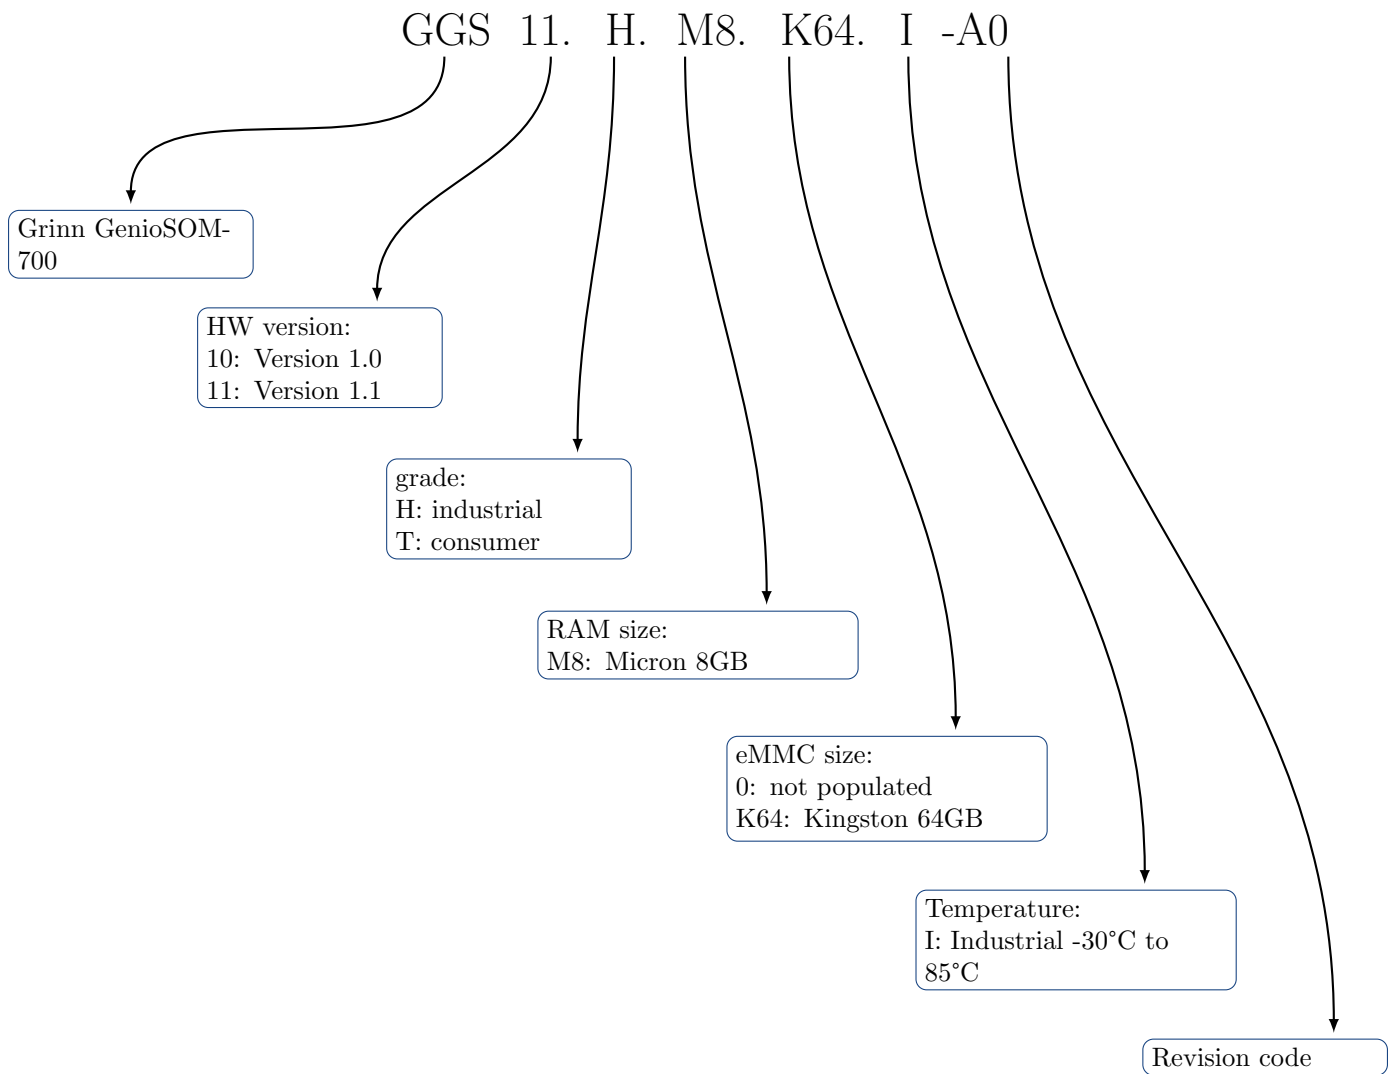 GGS 11. H. M8. K64. I -A0
Grinn GenioSOM-
700
HW version:
10: Version 1.0
11: Version 1.1
grade:
H: industrial
T: consumer
RAM size:
M8: Micron 8GB
eMMC size:
0: not populated
K64: Kingston 64GB
Temperature:
I: Industrial -30°C to
85°C
Revision code